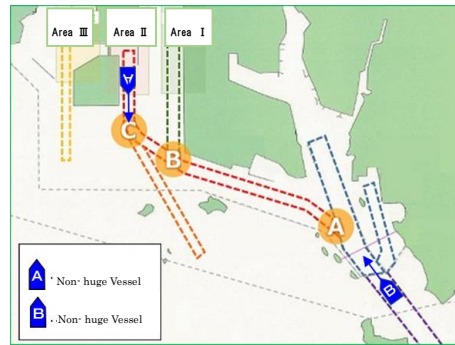 Area Ⅲ
Area Ⅱ
Area Ⅰ
A
C
B
A
B
A
. Non- huge Vessel
B
. .Non- huge Vessel